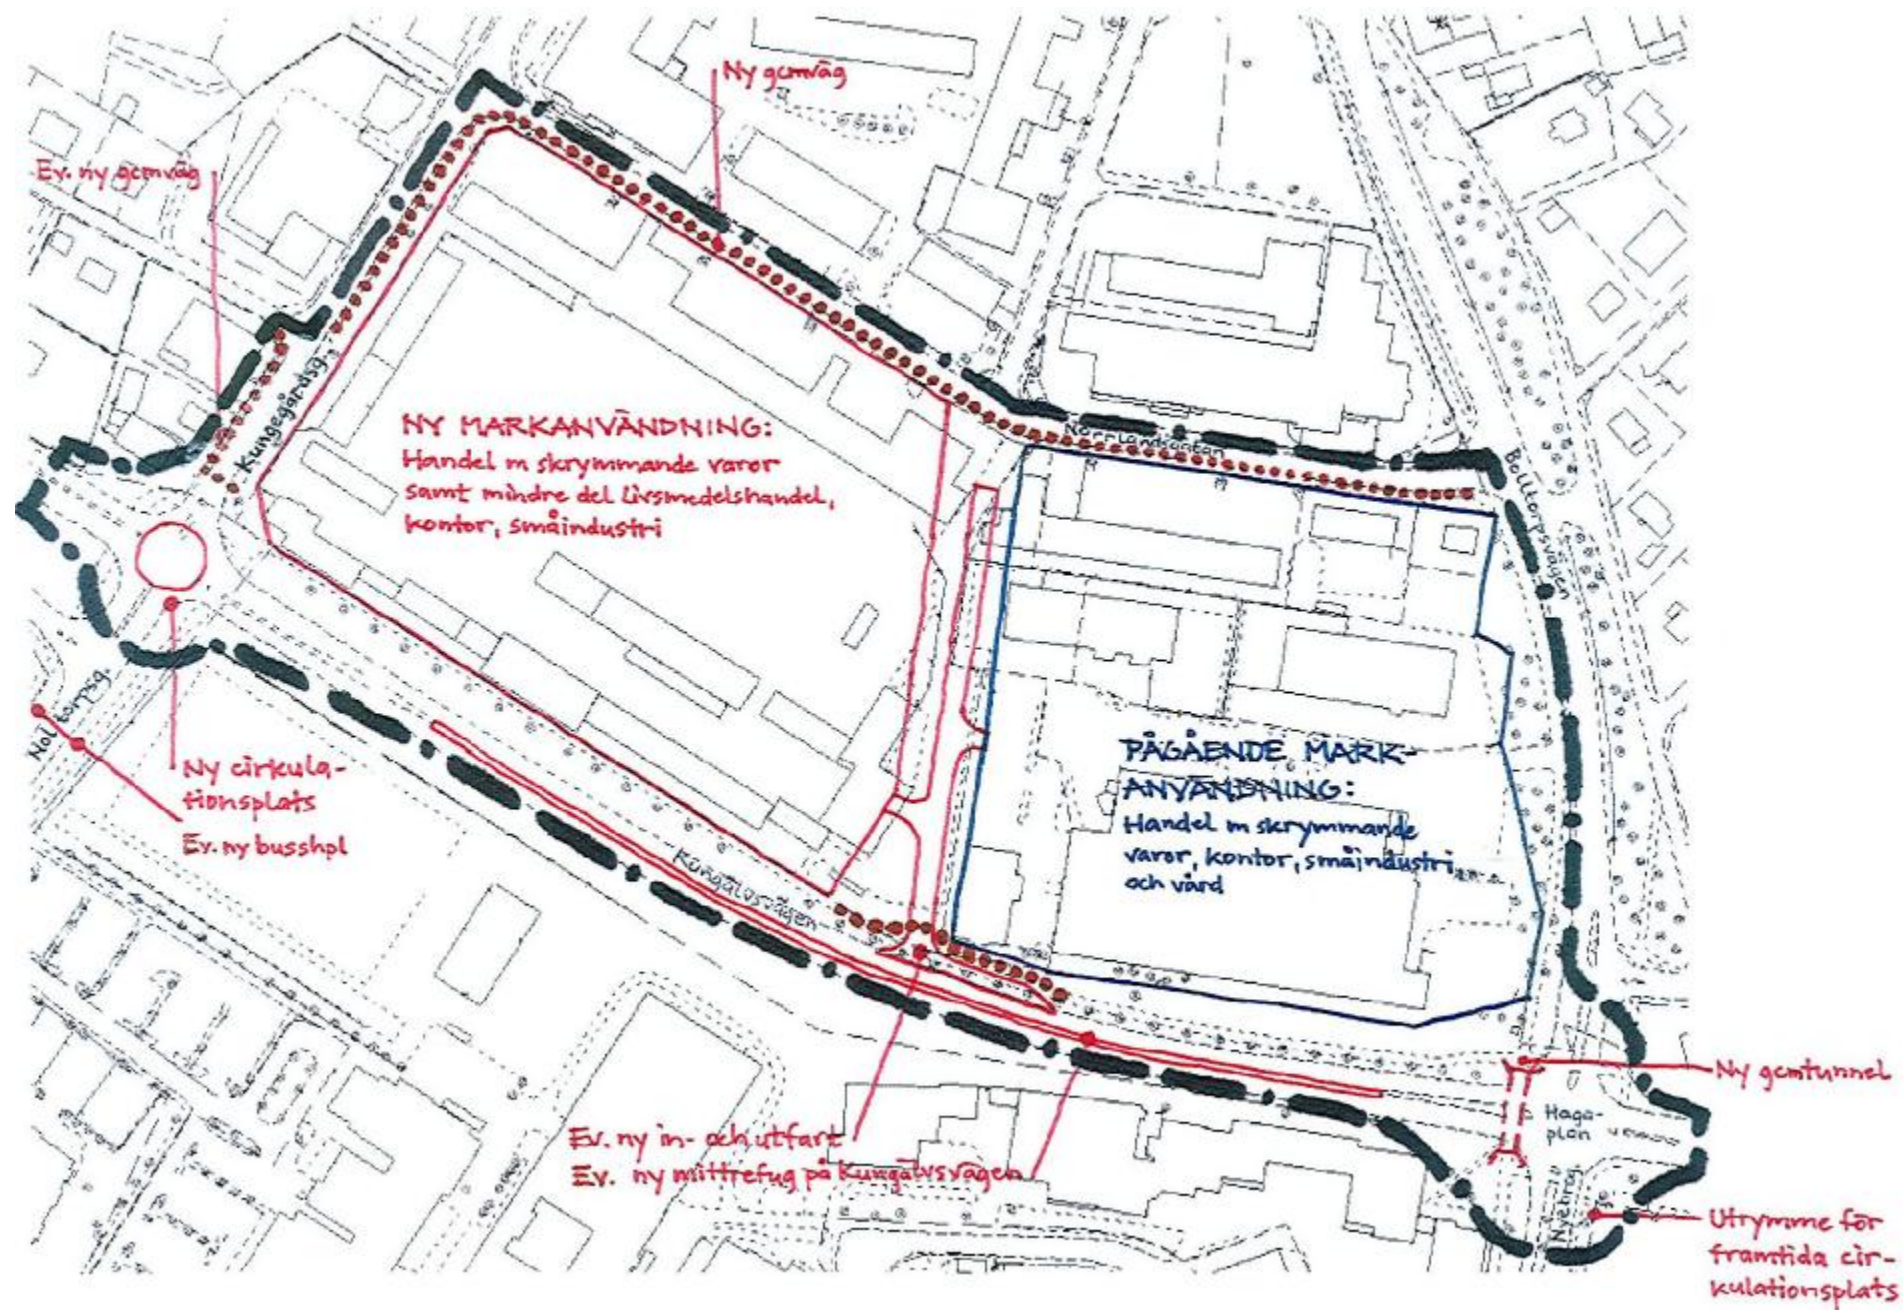 Ny gcmväg
Ev. ny gcmväg
Kungegårdsg.
NY MARKANVÄNDNING:
Handel m skrymmande varor
samt mindre del livsmedelshandel,
kontor, småindustri
Norrlandsgatan
Bolltorpsvägen
PÅGÅENDE MARK-
ANVÄNDNING:
Handel m skrymmande
varor, kontor, småindustri
och vård
Ny cirkula-
tionsplats
Ev. ny busshpl
Kungälvsvägen
Ev. ny in- och utfart
Ev. ny mittrefug på Kungälvsvägen
Ny gcmtunnel
Haga-
plan
Utrymme för
framtida cir-
kulationsplats